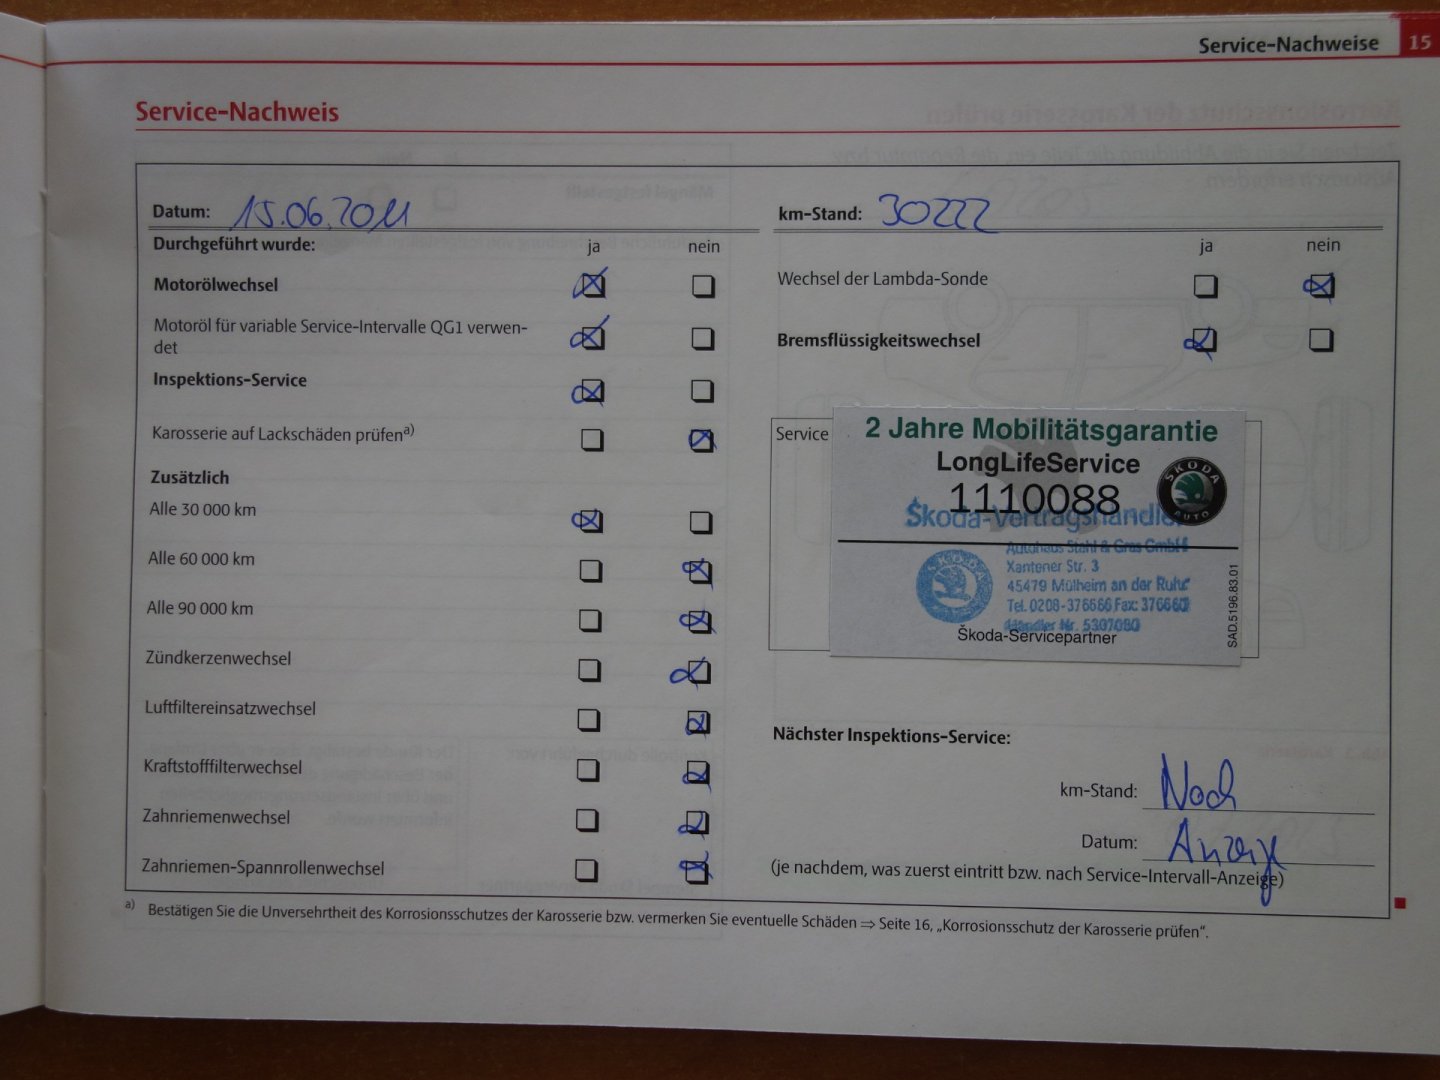 Service-Nachweise 15
Service-Nachweis
Datum: 15.06.2011
km-Stand: 30222
Durchgeführt wurde: ja nein
Motorölwechsel
Motoröl für variable Service-Intervalle QG1 verwen-
det
Inspektions-Service
Karosserie auf Lackschäden prüfen a)
Zusätzlich
Alle 30 000 km
Alle 60 000 km
Alle 90 000 km
Zündkerzenwechsel
Luftfiltereinsatzwechsel
Kraftstofffilterwechsel
Zahnriemenwechsel
Zahnriemen-Spannrollenwechsel
ja nein
Wechsel der Lambda-Sonde
Bremsflüssigkeitswechsel
Service
2 Jahre Mobilitätsgarantie
LongLifeService
1110088
ŠKODA
AUTO
Škoda-Vertragshändler
Autohaus Stahl & Gras GmbH
Xantener Str. 3
45479 Mülheim an der Ruhr
Tel. 0208-376666 Fax: 376660
Händler Nr. 5307080
Škoda-Servicepartner
SAD.5196.83.01
Nächster Inspektions-Service:
km-Stand: Nach
Datum: Anzeige
(je nachdem, was zuerst eintritt bzw. nach Service-Intervall-Anzeige)
a) Bestätigen Sie die Unversehrtheit des Korrosionsschutzes der Karosserie bzw. vermerken Sie eventuelle Schäden ⇒ Seite 16, „Korrosionsschutz der Karosserie prüfen“.